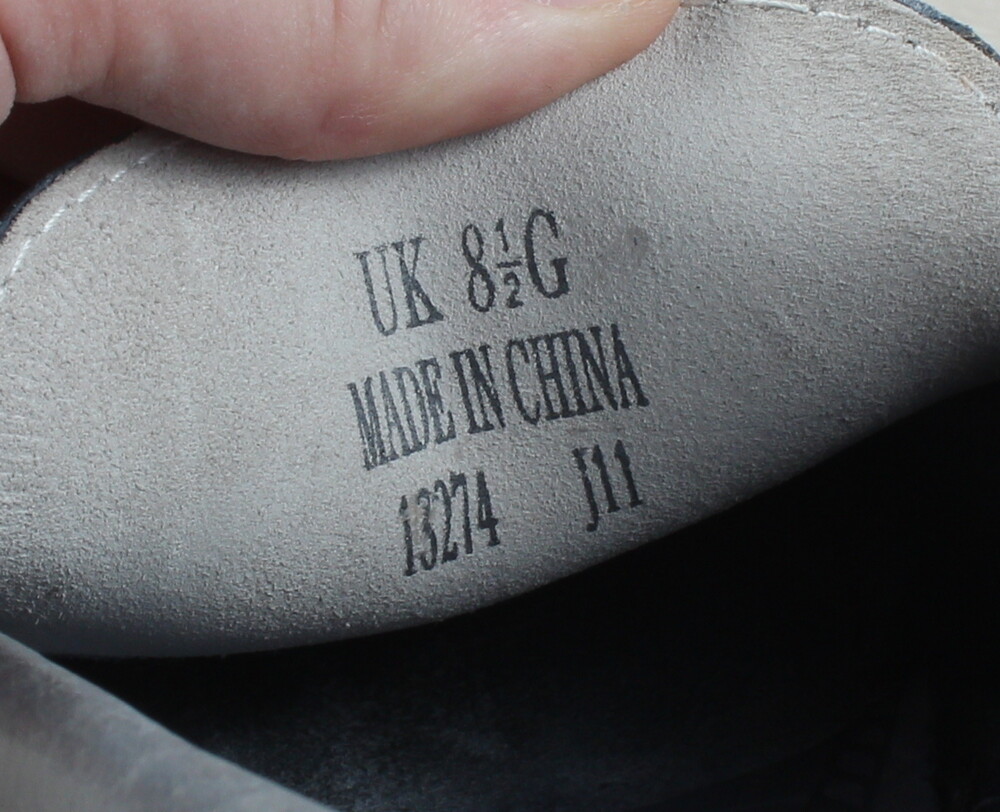 UK 8½G
MADE IN CHINA
13274 J11